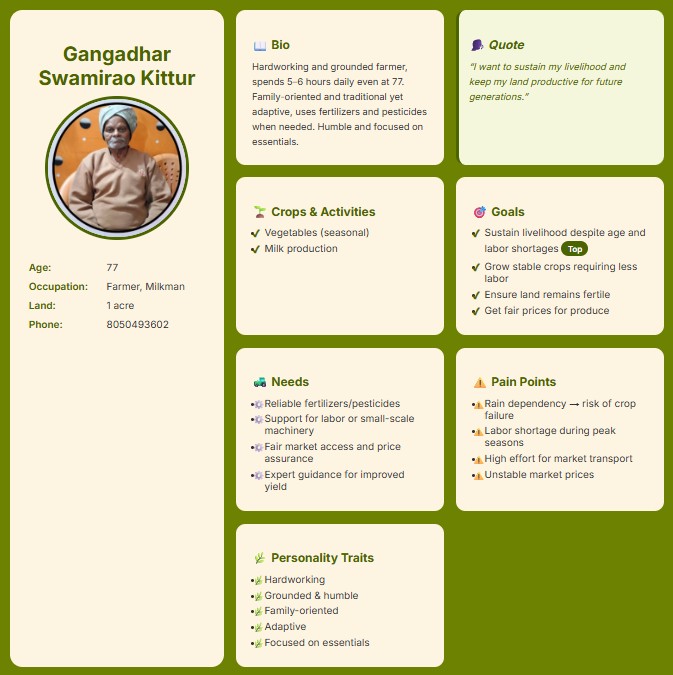 Gangadhar
Swamirao Kittur
Age: 77
Occupation: Farmer, Milkman
Land: 1 acre
Phone: 8050493602
Bio
Hardworking and grounded farmer,
spends 5–6 hours daily even at 77.
Family-oriented and traditional yet
adaptive, uses fertilizers and pesticides
when needed. Humble and focused on
essentials.
Quote
“I want to sustain my livelihood and
keep my land productive for future
generations.”
Crops & Activities
Vegetables (seasonal)
Milk production
Goals
Sustain livelihood despite age and
labor shortages Top
Grow stable crops requiring less
labor
Ensure land remains fertile
Get fair prices for produce
Needs
Reliable fertilizers/pesticides
Support for labor or small-scale
machinery
Fair market access and price
assurance
Expert guidance for improved
yield
Pain Points
Rain dependency → risk of crop
failure
Labor shortage during peak
seasons
High effort for market transport
Unstable market prices
Personality Traits
Hardworking
Grounded & humble
Family-oriented
Adaptive
Focused on essentials